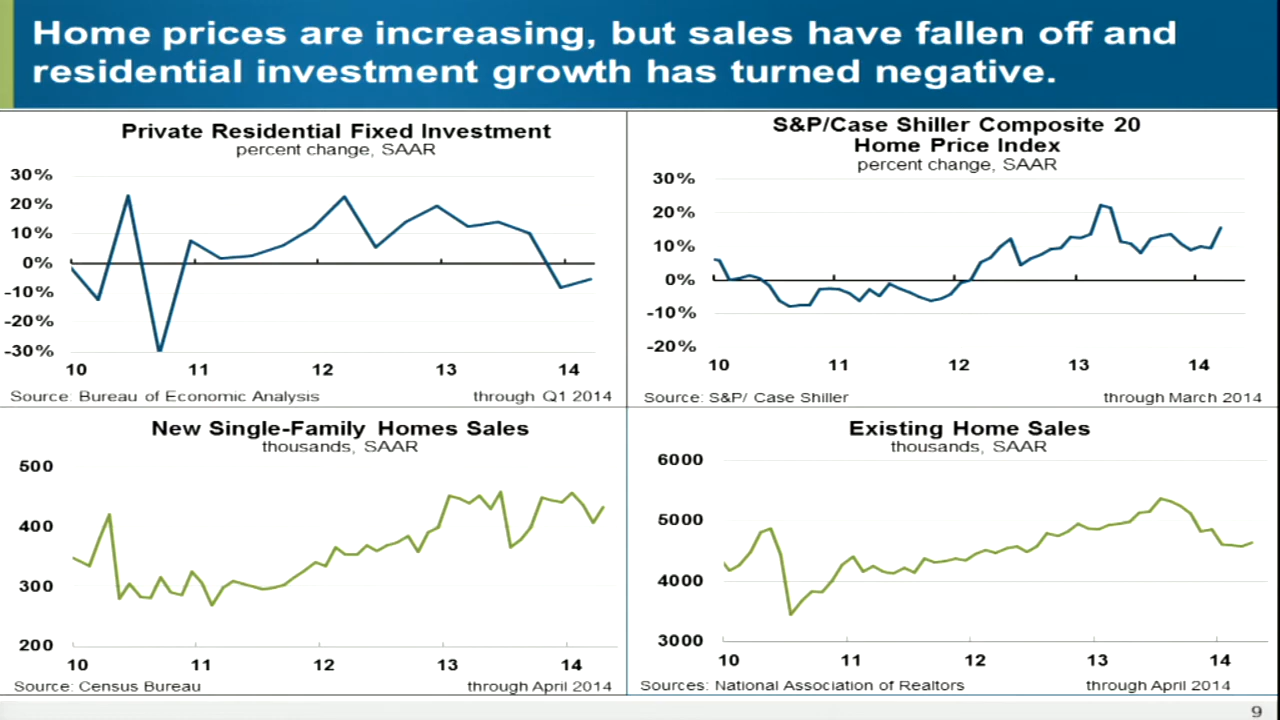 Home prices are increasing, but sales have fallen off and
residential investment growth has turned negative.
Private Residential Fixed Investment
percent change, SAAR
30%
20%
10%
0%
-10%
-20%
-30%
10 11 12 13 14
Source: Bureau of Economic Analysis through Q1 2014
S&P/Case Shiller Composite 20
Home Price Index
percent change, SAAR
30%
20%
10%
0%
-10%
-20%
10 11 12 13 14
Source: S&P/ Case Shiller through March 2014
New Single-Family Homes Sales
thousands, SAAR
500
400
300
200
10 11 12 13 14
Source: Census Bureau through April 2014
Existing Home Sales
thousands, SAAR
6000
5000
4000
3000
10 11 12 13 14
Sources: National Association of Realtors through April 2014
9